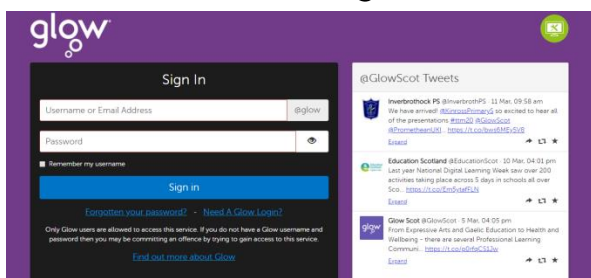 glow
Sign In
Username or Email Address
@glow
Password
Remember my username
Sign in
Forgotten your password? - Need A Glow Login?
Only Glow users are allowed to access this service. If you do not have a Glow username and
password then you may be committing an offence by trying to gain access to this service.
Find out more about Glow
@GlowScot Tweets
Inverbrothock PS @InverbrothPS · 11 Mar, 09:58 am
We have arrived! @KinrossPrimaryS so excited to hear all
of the presentations #ttm20 @GlowScot
@PrometheanUKI
Expand
Education Scotland @EducationScot · 10 Mar, 04:01 pm
Last year National Digital Learning Week saw over 200
activities taking place across 5 days in schools all over
Sco...
Expand
glow
Glow Scot @GlowScot · 5 Mar, 04:05 pm
From Expressive Arts and Gaelic Education to Health and
Wellbeing - there are several Professional Learning
Communi...
Expand